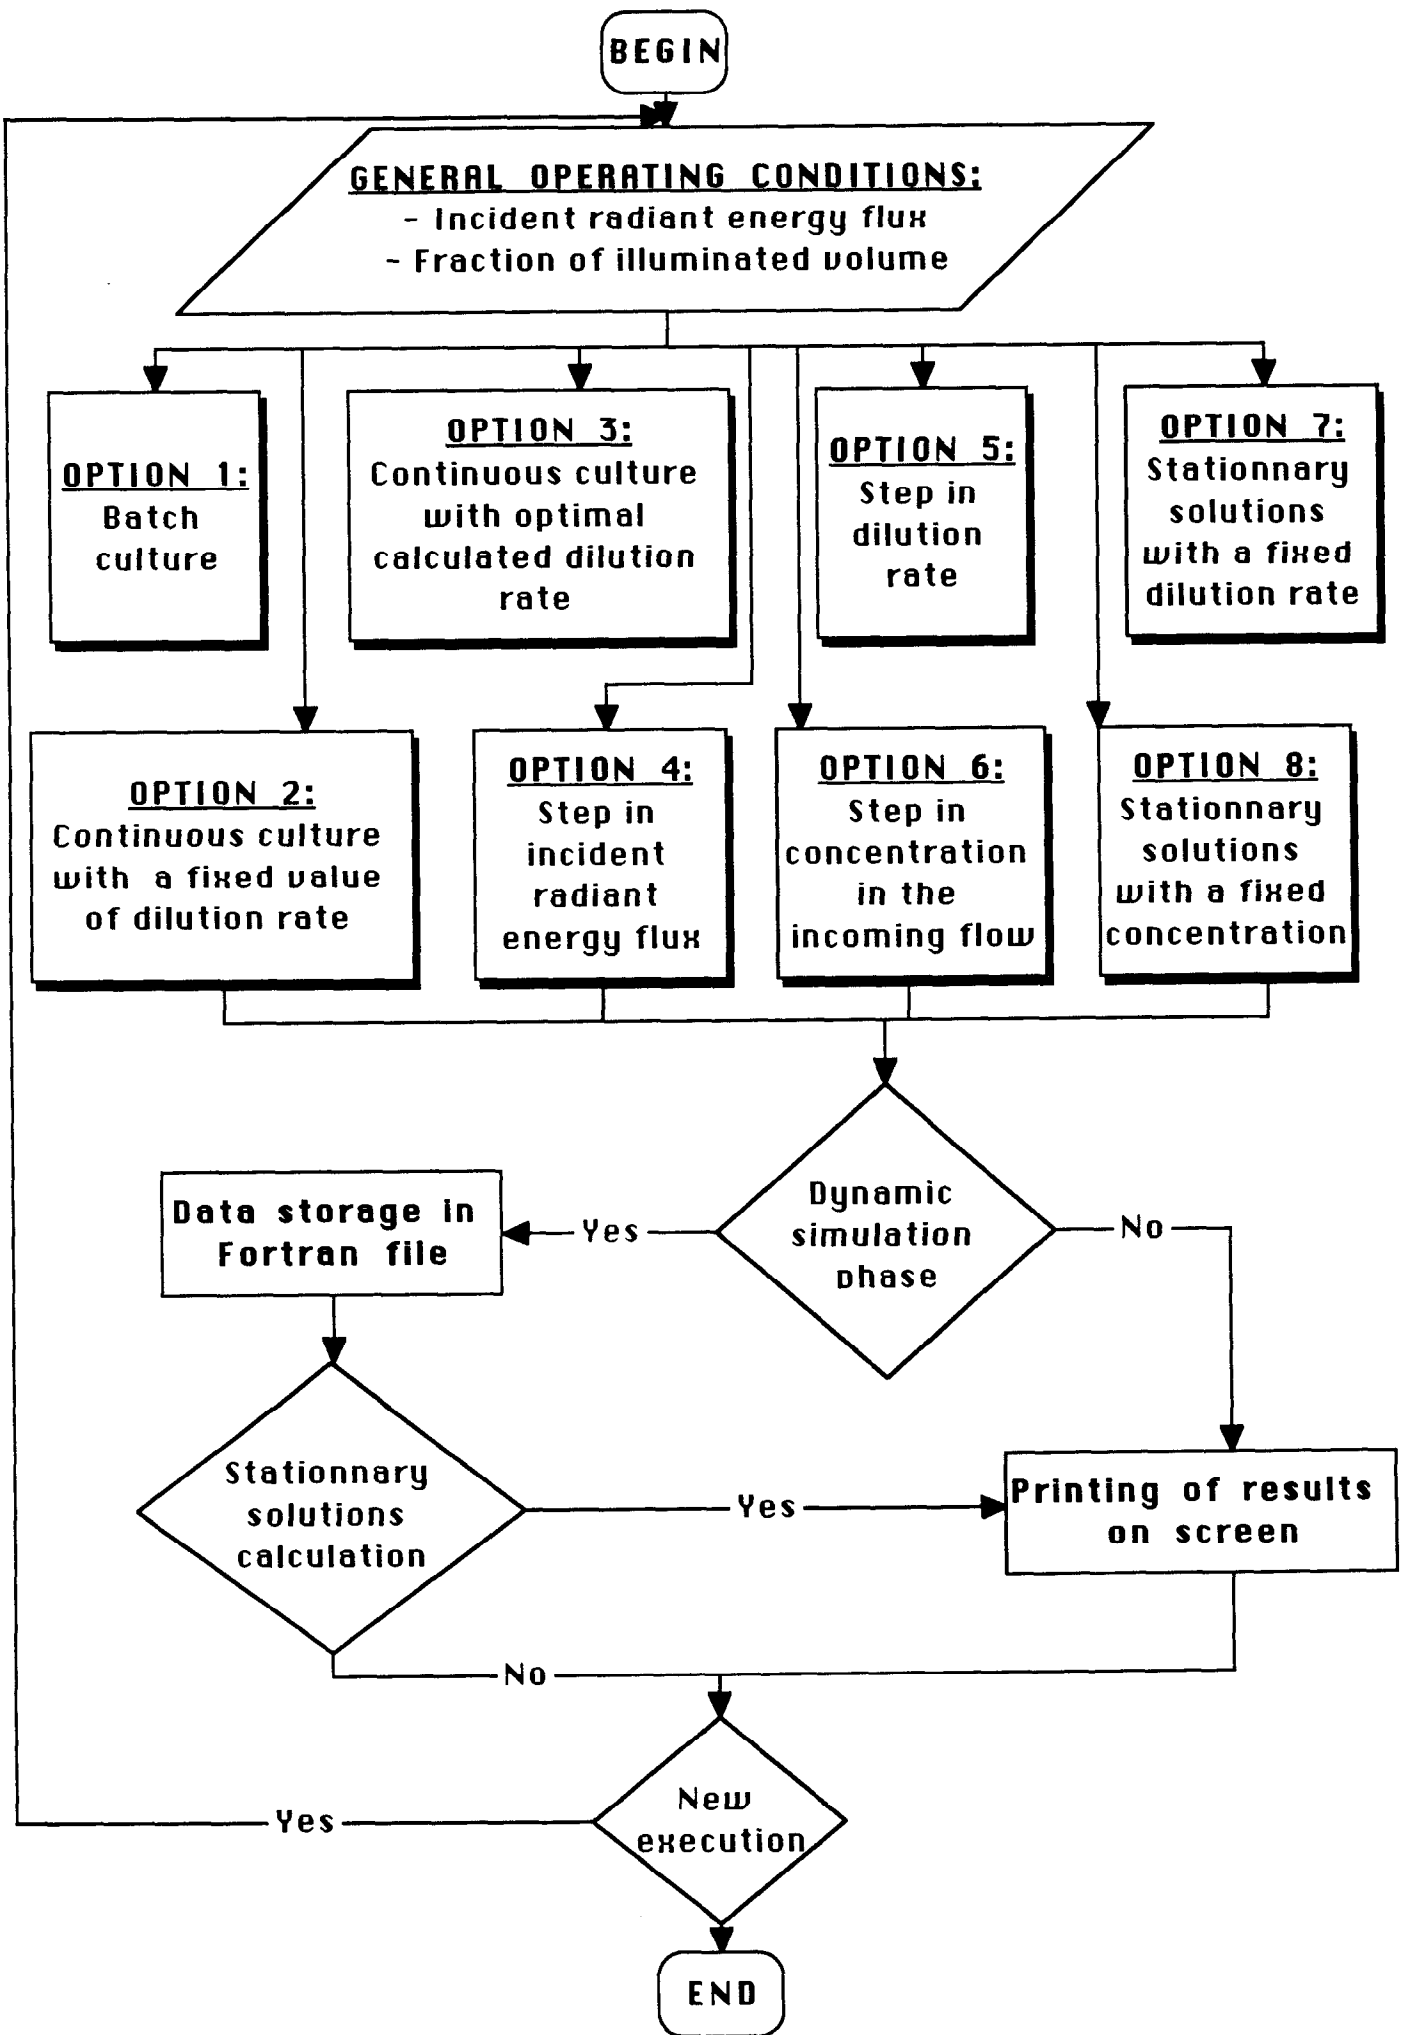 BEGIN
GENERAL OPERATING CONDITIONS:
- Incident radiant energy flux
- Fraction of illuminated volume
OPTION 1:
Batch
culture
OPTION 3:
Continuous culture
with optimal
calculated dilution
rate
OPTION 5:
Step in
dilution
rate
OPTION 7:
Stationnary
solutions
with a fixed
dilution rate
OPTION 2:
Continuous culture
with a fixed value
of dilution rate
OPTION 4:
Step in
incident
radiant
energy flux
OPTION 6:
Step in
concentration
in the
incoming flow
OPTION 8:
Stationnary
solutions
with a fixed
concentration
Dynamic
simulation
phase
Yes
No
Data storage in
Fortran file
Stationnary
solutions
calculation
Yes
Printing of results
on screen
No
New
execution
Yes
END